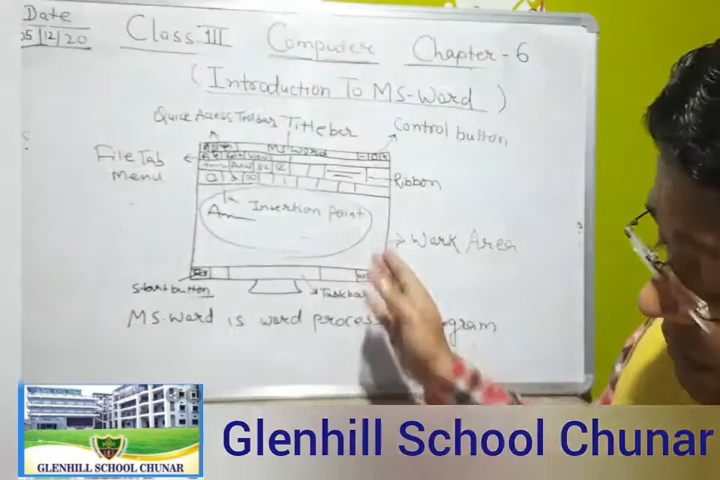 Date
05/12/20
Class III Computer Chapter-6
(Introduction To MS-Word)
Quick Access Toolbar Title bar
Control button
File Tab
Menu
MS Word
Ribbon
Insertion point
Work Area
Start button
Taskbar
MS-Word is word
GLENHILL SCHOOL CHUNAR
Glenhill School Chunar